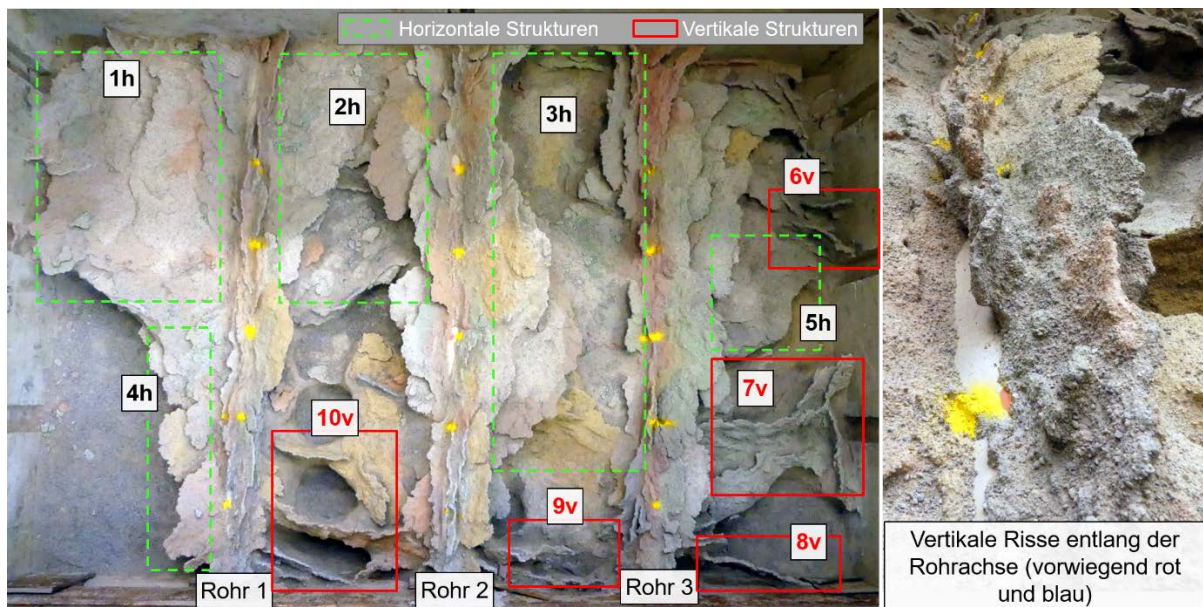 Horizontale Strukturen
Vertikale Strukturen
1h
2h
3h
6v
5h
4h
7v
10v
9v
8v
Rohr 1
Rohr 2
Rohr 3
Vertikale Risse entlang der
Rohrachse (vorwiegend rot
und blau)